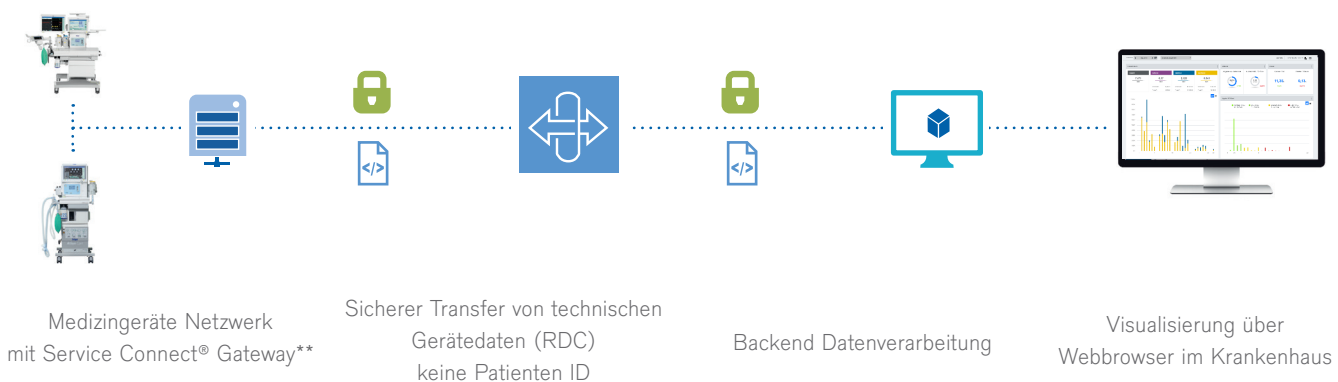 Medizingeräte Netzwerk
mit Service Connect® Gateway**
Sicherer Transfer von technischen
Gerätedaten (RDC)
keine Patienten ID
Backend Datenverarbeitung
Visualisierung über
Webbrowser im Krankenhaus
</>
</>